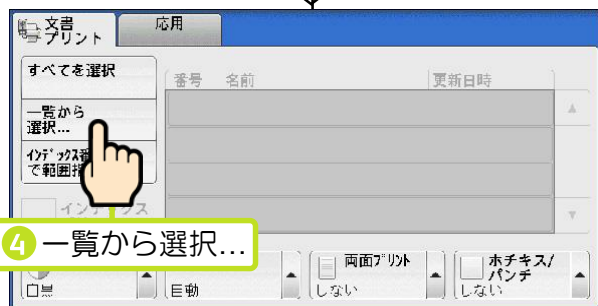 文書
プリント
応用
すべてを選択
番号 名前 更新日時
一覧から
選択...
ｲﾝﾃﾞｯｸｽ番
で範囲指
インデックス
4 一覧から選択...
白黒
自動
両面ﾌﾟﾘﾝﾄ
しない
ホチキス/
パンチ
しない